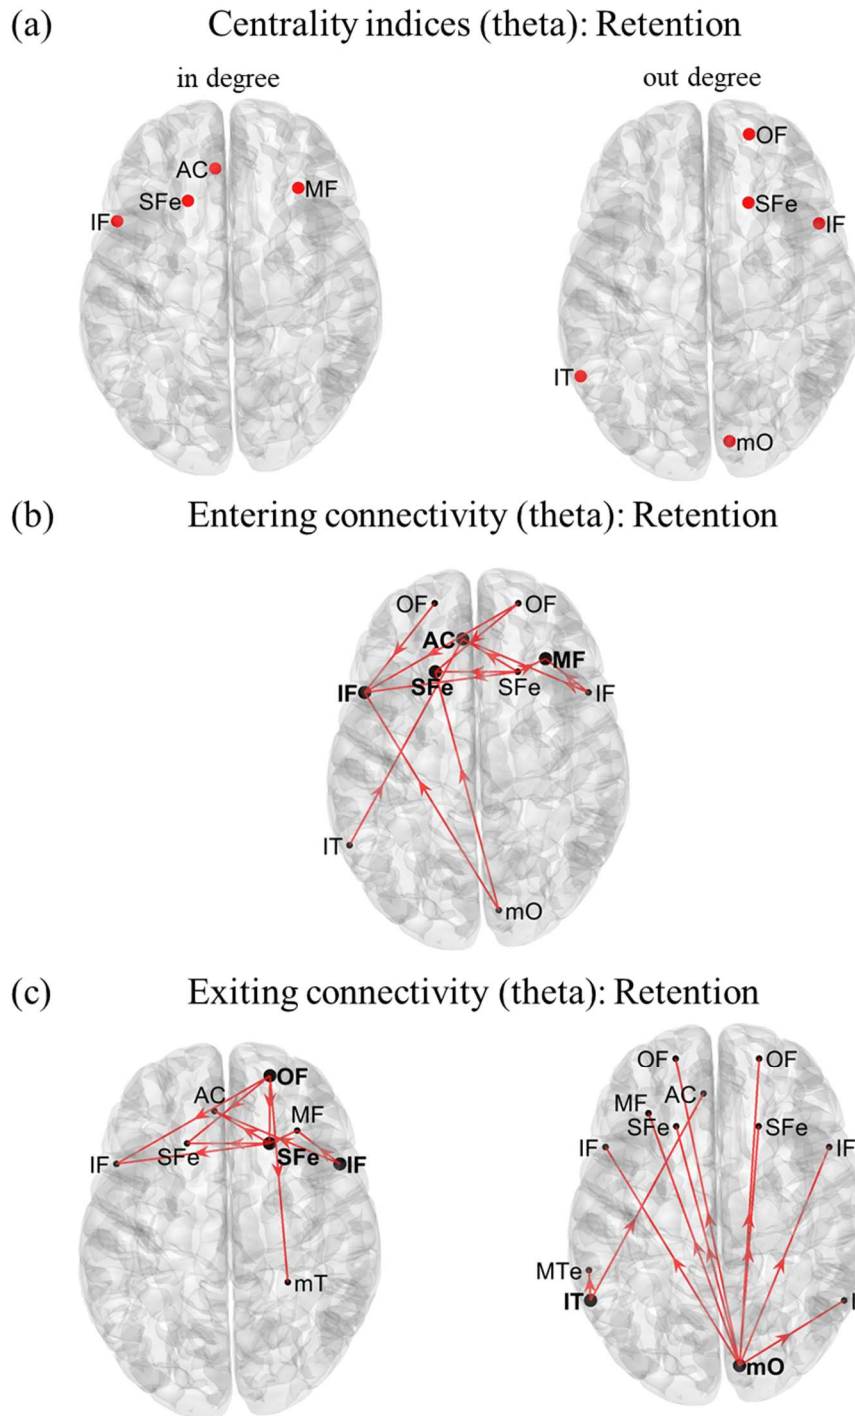 (a) Centrality indices (theta): Retention
in degree
out degree
AC
MF
SFe
IF
OF
SFe
IF
IT
mO
(b) Entering connectivity (theta): Retention
OF
OF
AC
MF
SFe
SFe
IF
IF
IT
mO
(c) Exiting connectivity (theta): Retention
OF
AC
MF
IF
SFe
SFe
IF
mT
OF
OF
AC
MF
SFe
SFe
IF
IF
MTe
IT
mO